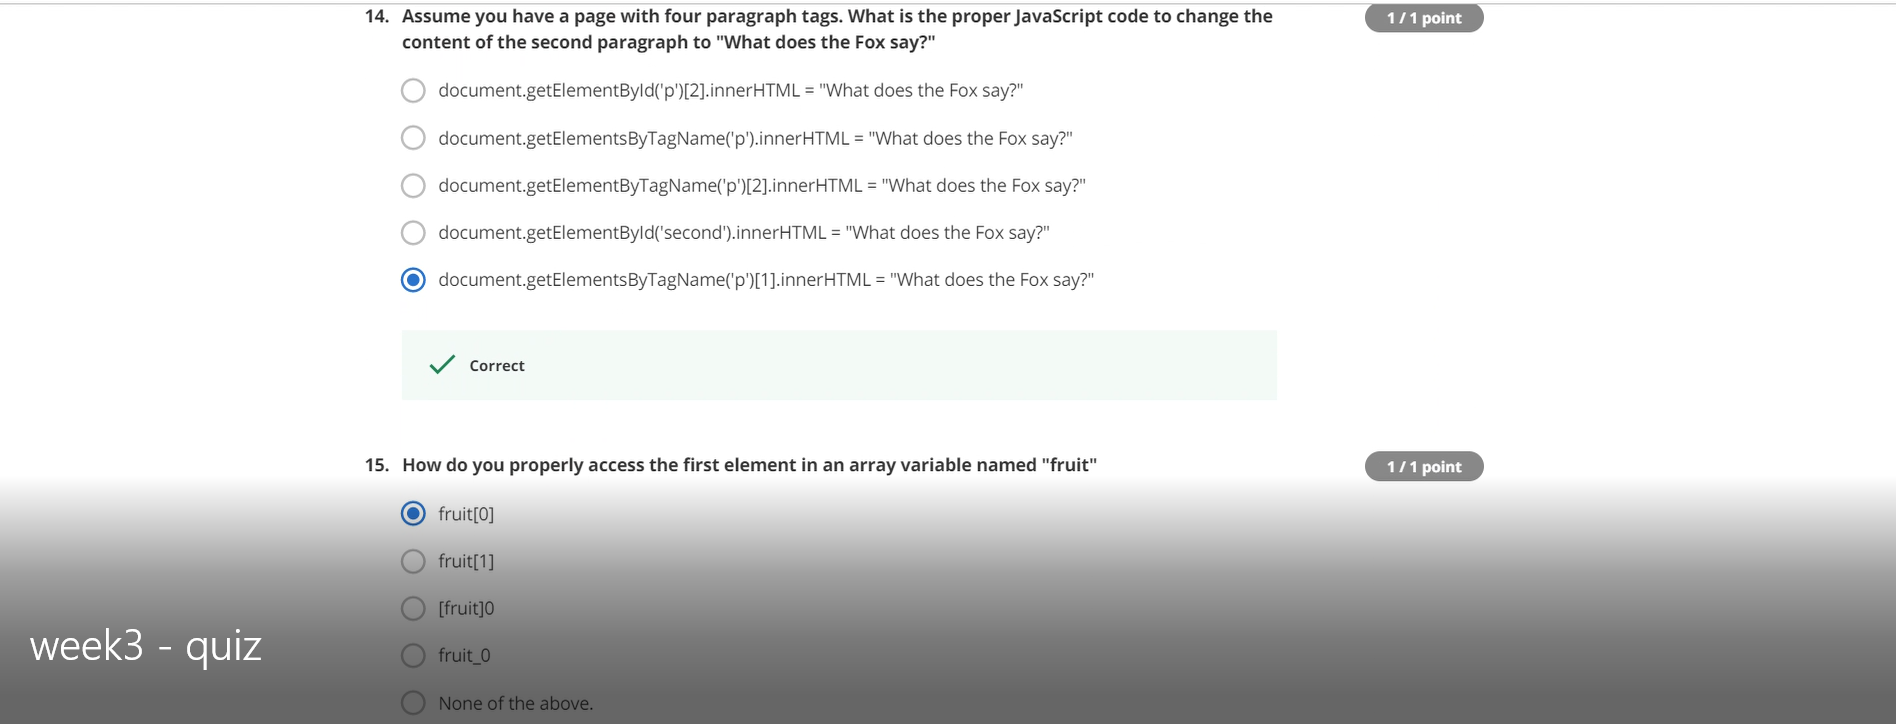 14. Assume you have a page with four paragraph tags. What is the proper JavaScript code to change the
content of the second paragraph to "What does the Fox say?"
1 / 1 point
document.getElementById('p')[2].innerHTML = "What does the Fox say?"
document.getElementsByTagName('p').innerHTML = "What does the Fox say?"
document.getElementByTagName('p')[2].innerHTML = "What does the Fox say?"
document.getElementById('second').innerHTML = "What does the Fox say?"
document.getElementsByTagName('p')[1].innerHTML = "What does the Fox say?"
Correct
15. How do you properly access the first element in an array variable named "fruit"
1 / 1 point
fruit[0]
fruit[1]
[fruit]0
fruit_0
None of the above.
week3 - quiz